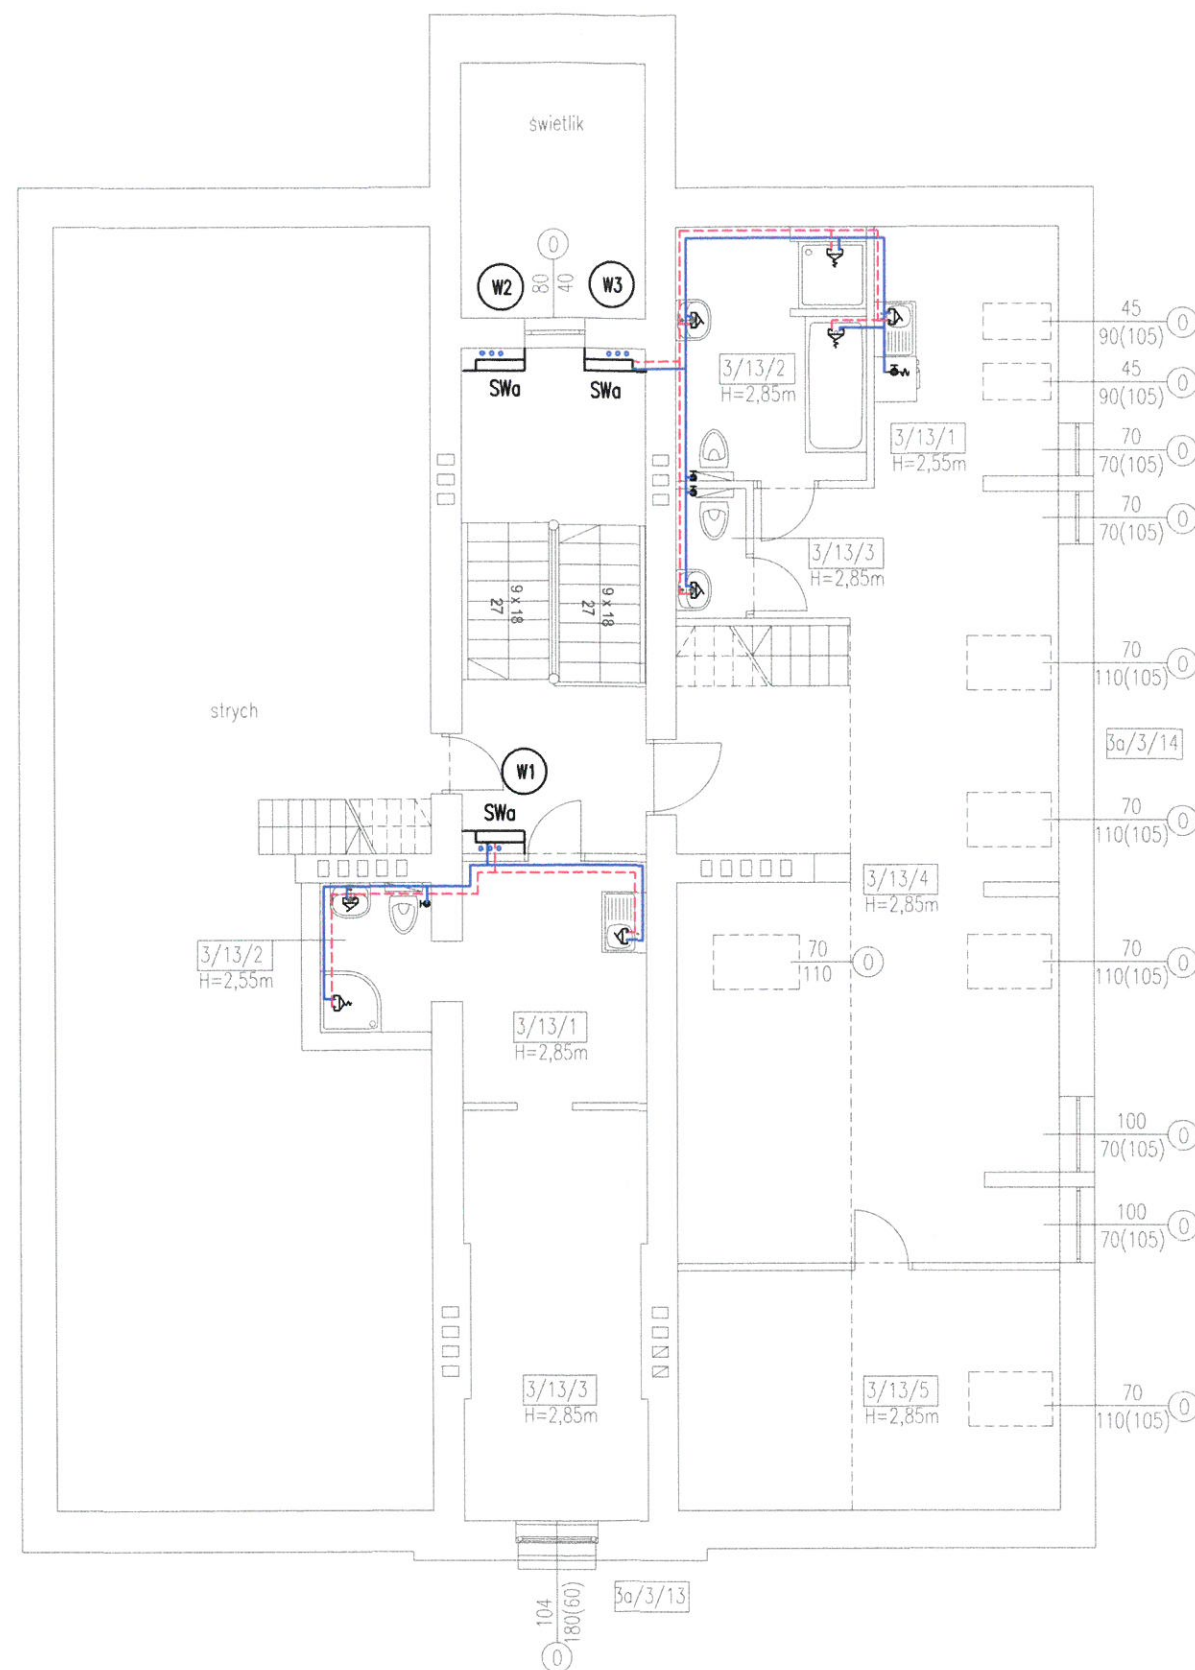 świetlik
0
80
40
W2
W3
SWa
SWa
3/13/2
H=2,85m
45
90(105)
0
45
90(105)
0
3/13/1
H=2,55m
70
70(105)
0
70
70(105)
0
3/13/3
H=2,85m
9 x 18
27
9 x 18
27
70
110(105)
0
strych
3a/3/14
W1
SWa
70
110(105)
0
3/13/4
H=2,85m
3/13/2
H=2,55m
70
110
0
70
110(105)
0
3/13/1
H=2,85m
100
70(105)
0
100
70(105)
0
3/13/3
H=2,85m
3/13/5
H=2,85m
70
110(105)
0
104
180(60)
0
3a/3/13